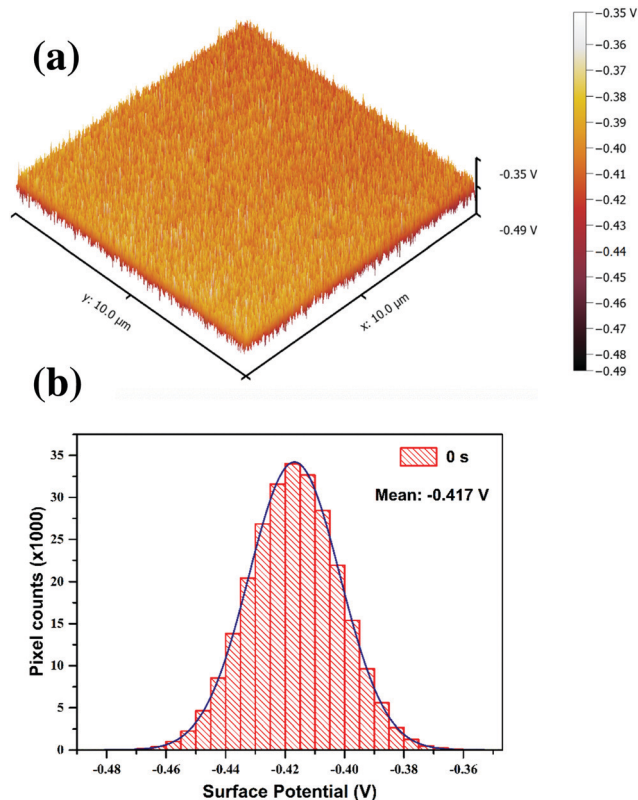 (a)
−0.35 V
−0.36
−0.37
−0.38
−0.39
−0.40
−0.41
−0.42
−0.43
−0.44
−0.45
−0.46
−0.47
−0.48
−0.49
-0.35 V
-0.49 V
y: 10.0 µm
x: 10.0 µm
(b)
0 s
Mean: -0.417 V
Pixel counts (x1000)
35
30
25
20
15
10
5
0
-0.48 -0.46 -0.44 -0.42 -0.40 -0.38 -0.36
Surface Potential (V)